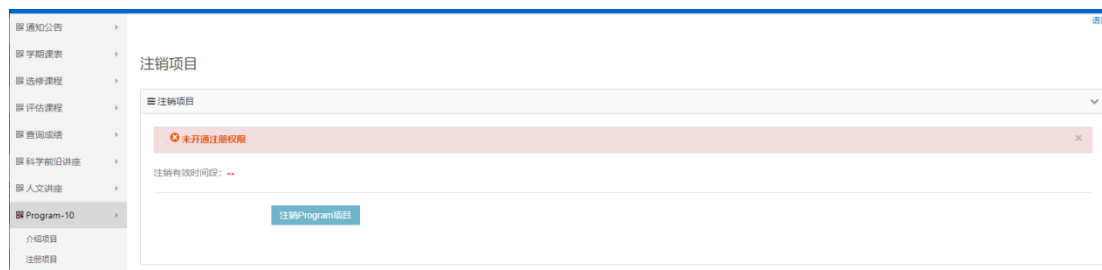 通知公告
学期课表
选修课程
评估课程
查询成绩
科学前沿讲座
人文讲座
Program-10
介绍项目
注册项目
注销项目
注销项目
未开通注册权限
注销有效时间段： --
注销Program项目